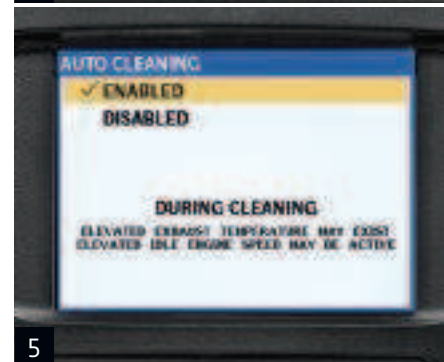 AUTO CLEANING
✓ ENABLED
DISABLED
DURING CLEANING
ELEVATED EXHAUST TEMPERATURE MAY EXIST
ELEVATED IDLE ENGINE SPEED MAY BE ACTIVE
5